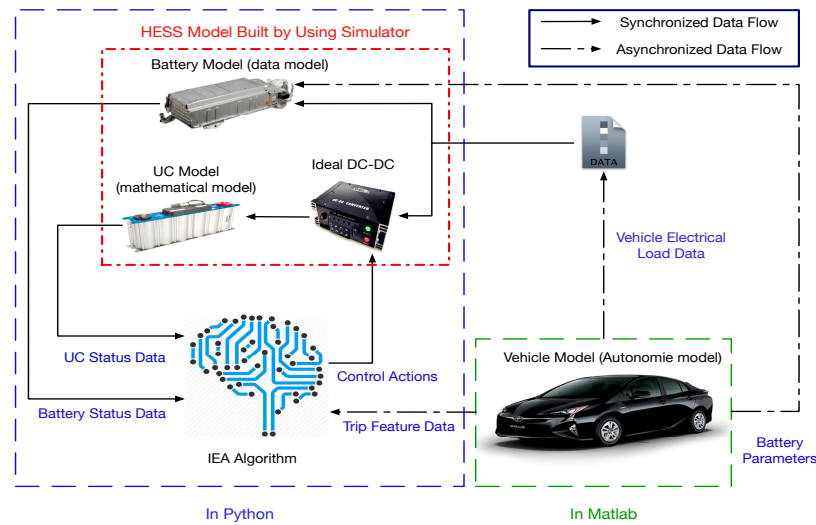 HESS Model Built by Using Simulator
Synchronized Data Flow
Asynchronized Data Flow
Battery Model (data model)
UC Model
(mathematical model)
Ideal DC-DC
DATA
Vehicle Electrical
Load Data
UC Status Data
Battery Status Data
Control Actions
Trip Feature Data
IEA Algorithm
Vehicle Model (Autonomie model)
Battery
Parameters
In Python
In Matlab